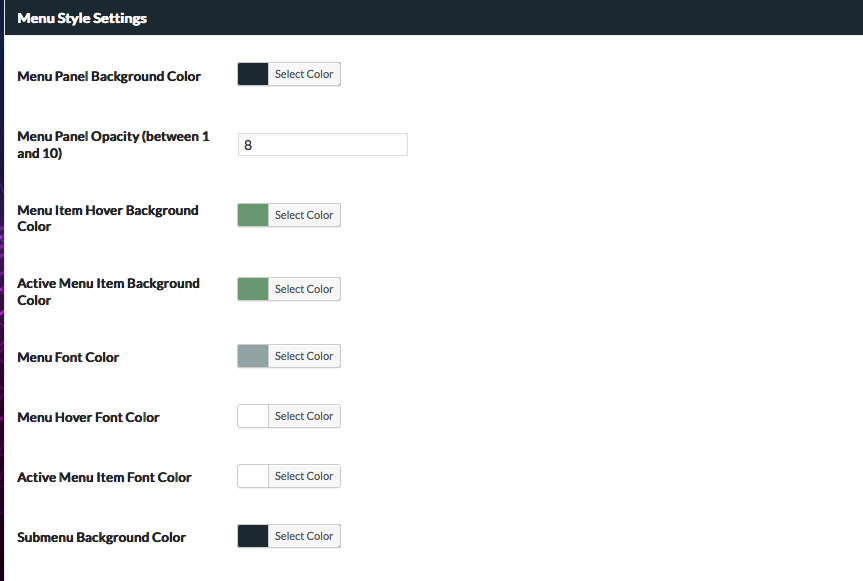 Menu Style Settings
Menu Panel Background Color
Select Color
Menu Panel Opacity (between 1
and 10)
8
Menu Item Hover Background
Color
Select Color
Active Menu Item Background
Color
Select Color
Menu Font Color
Select Color
Menu Hover Font Color
Select Color
Active Menu Item Font Color
Select Color
Submenu Background Color
Select Color